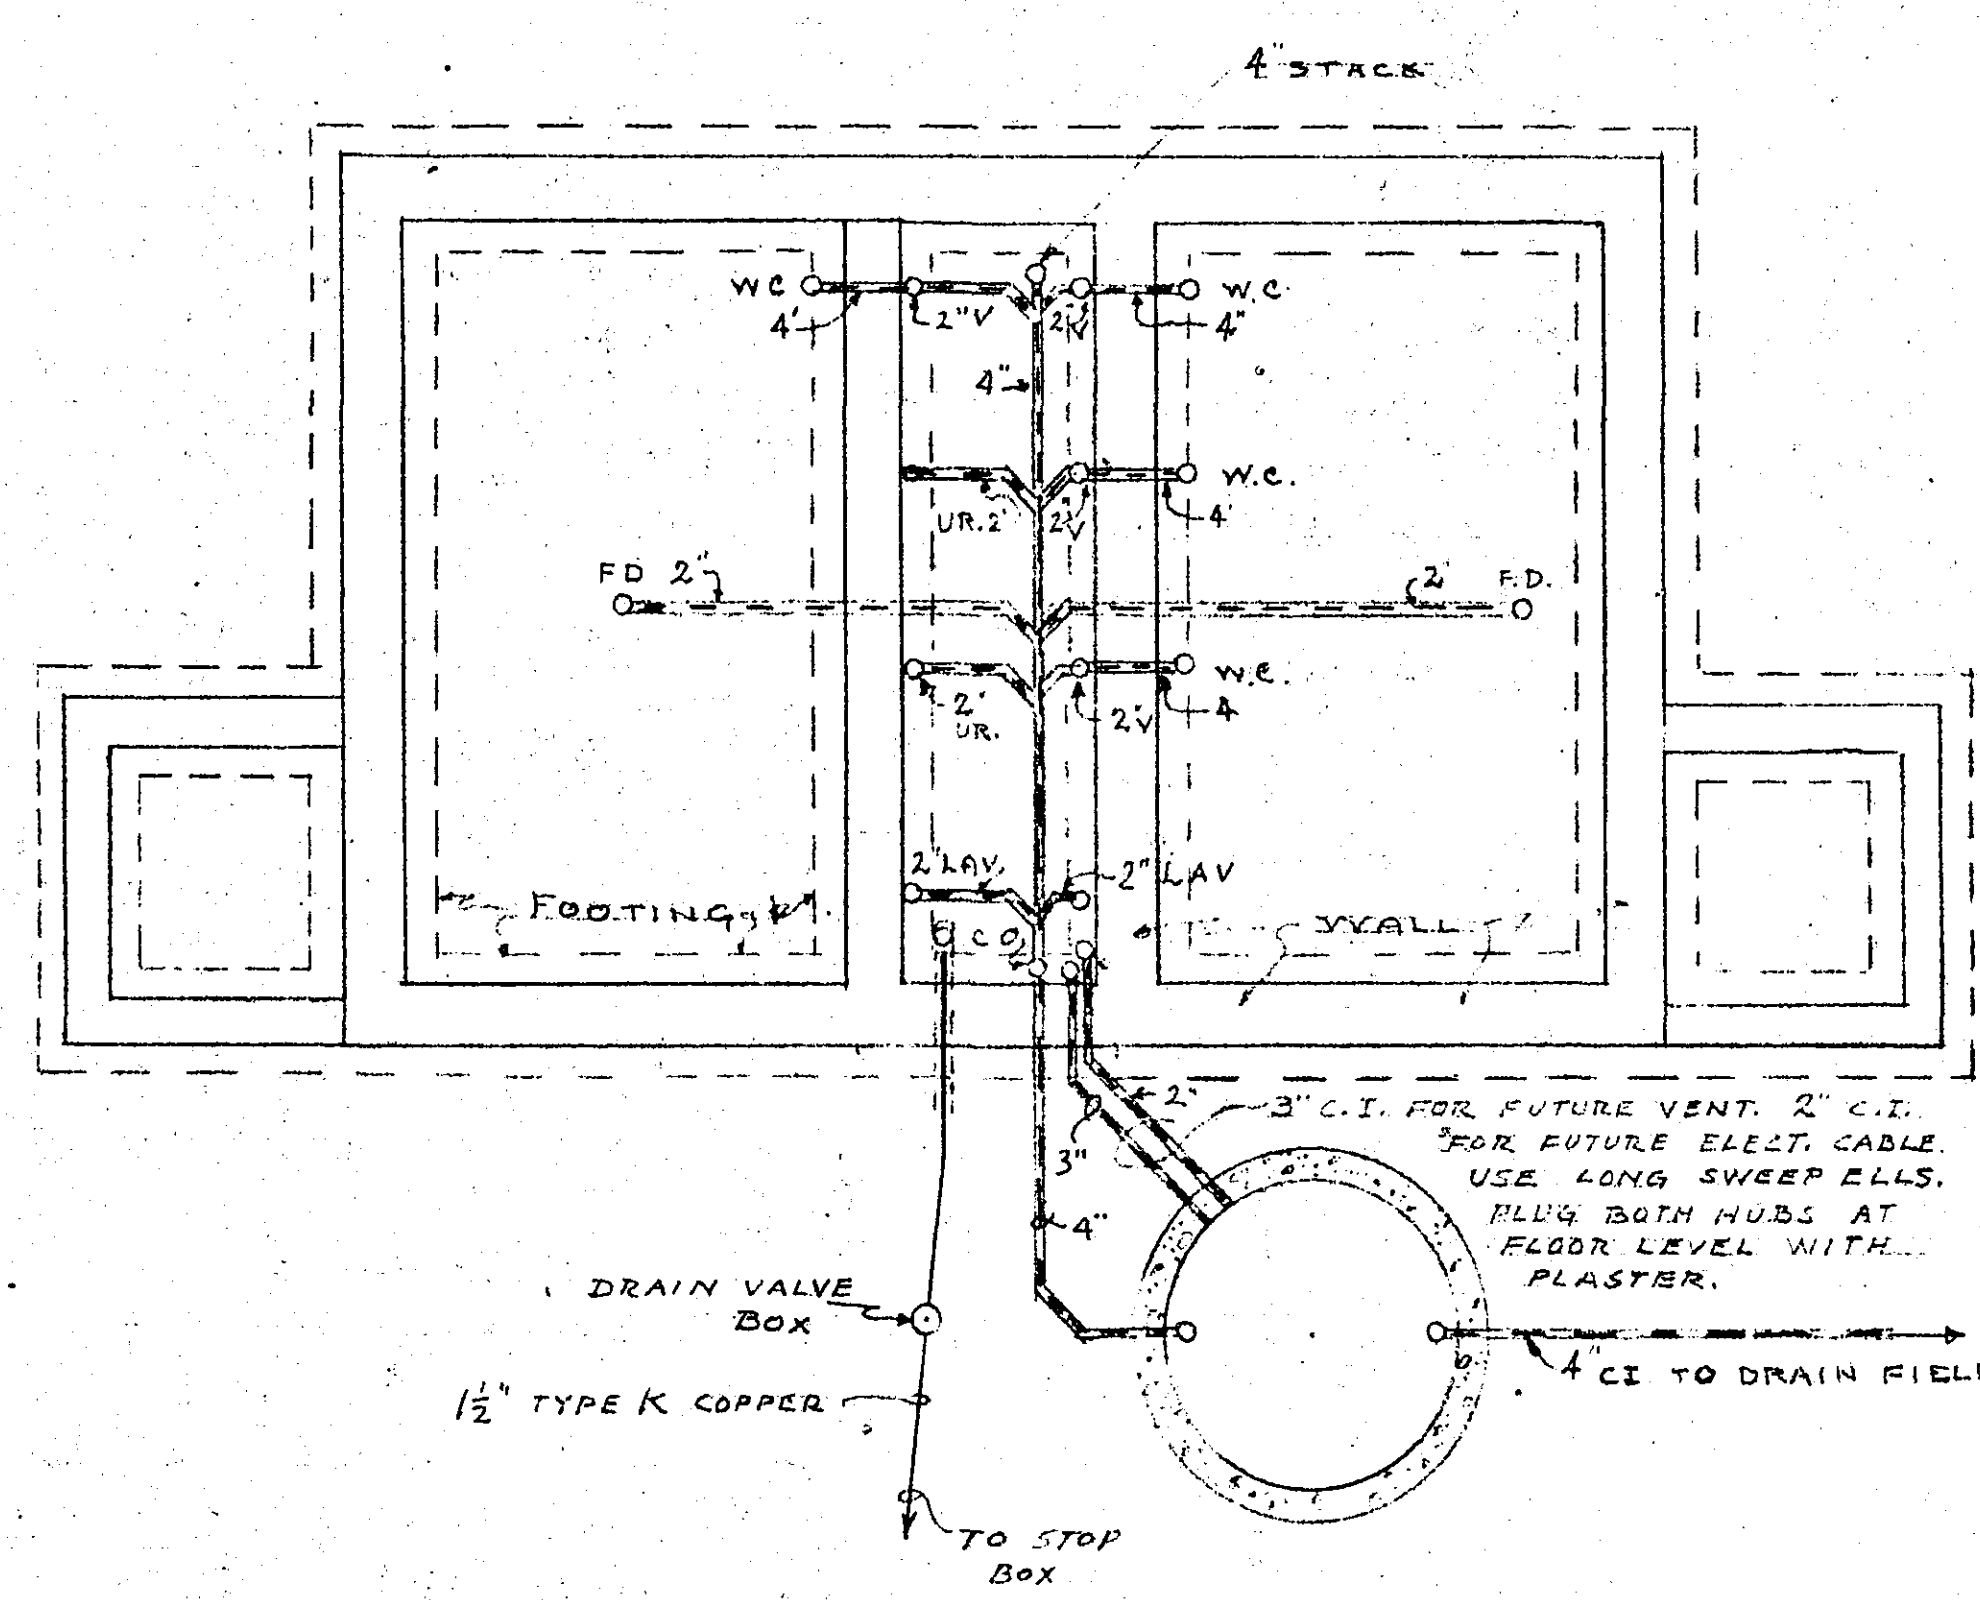 4" STACK
WC
4'
2"V
2"V
4"
W.C.
4"
UR. 2'
2"V
4'
W.C.
FD 2"
2'
F.D.
2'
UR.
2'V
4
W.C.
2"LAV.
2" LAV
FOOTING
WALL
CO
2"
3"
3" C.I. FOR FUTURE VENT. 2" C.I.
FOR FUTURE ELECT. CABLE.
USE LONG SWEEP ELLS.
PLUG BOTH HUBS AT
FLOOR LEVEL WITH
PLASTER.
4"
DRAIN VALVE
BOX
4" CI TO DRAIN FIEL
1½" TYPE K COPPER
TO STOP
BOX